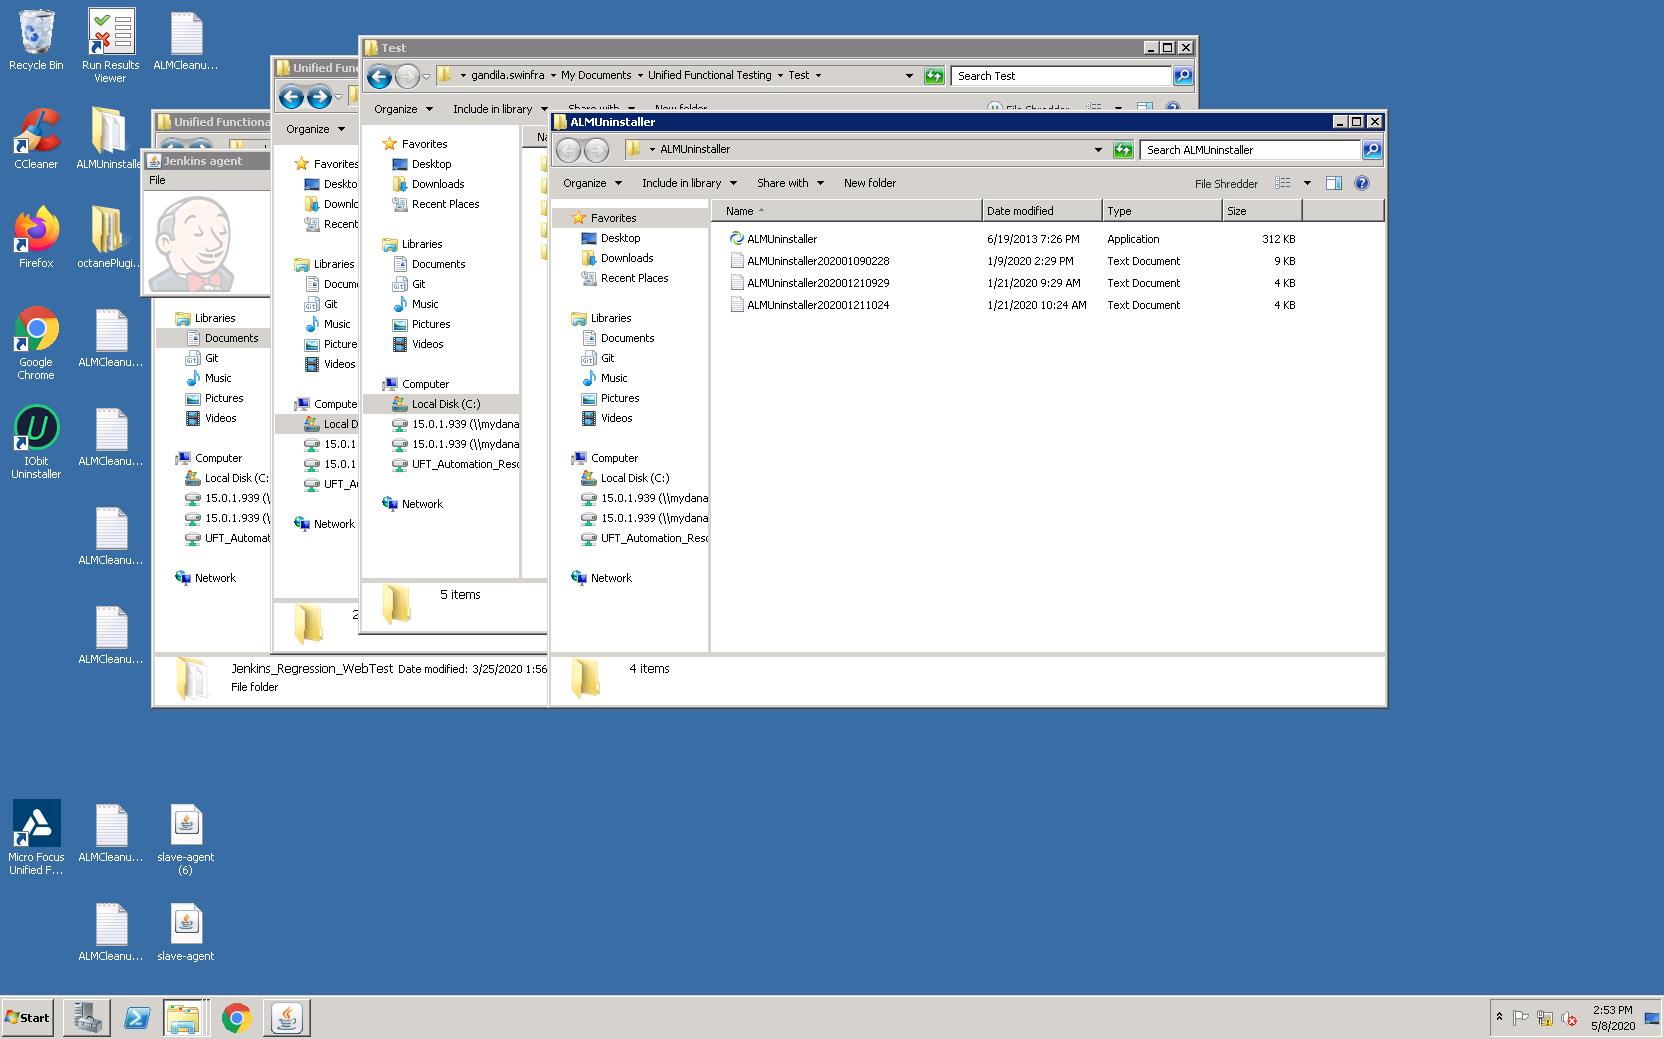 Recycle Bin
Run Results Viewer
ALMCleanu...
CCleaner
ALMUninstalle
Firefox
octanePlugi...
Google Chrome
ALMCleanu...
IObit Uninstaller
ALMCleanu...
ALMCleanu...
ALMCleanu...
Micro Focus Unified F...
ALMCleanu...
slave-agent (6)
ALMCleanu...
slave-agent
Unified Functiona
Jenkins agent
File
Libraries
Documents
Git
Music
Pictures
Videos
Computer
Local Disk (C:
15.0.1.939 (\
15.0.1.939 (\
UFT_Automat
Network
Jenkins_Regression_WebTest Date modified: 3/25/2020 1:56
File folder
Unified Fun
Organize
Favorites
Deskto
Downlo
Recent
Libraries
Docume
Git
Music
Picture
Videos
Compute
Local D
15.0.1
15.0.1
UFT_A
Network
2
Test
gandila.swinfra My Documents Unified Functional Testing Test
Search Test
Organize Include in library Share with New folder File Shredder
Na
Favorites
Desktop
Downloads
Recent Places
Libraries
Documents
Git
Music
Pictures
Videos
Computer
Local Disk (C:)
15.0.1.939 (\\mydana
15.0.1.939 (\\mydana
UFT_Automation_Reso
Network
5 items
ALMUninstaller
ALMUninstaller
Search ALMUninstaller
Organize Include in library Share with New folder File Shredder
Favorites
Desktop
Downloads
Recent Places
Libraries
Documents
Git
Music
Pictures
Videos
Computer
Local Disk (C:)
15.0.1.939 (\\mydana
15.0.1.939 (\\mydana
UFT_Automation_Reso
Network
Name Date modified Type Size
ALMUninstaller 6/19/2013 7:26 PM Application 312 KB
ALMUninstaller202001090228 1/9/2020 2:29 PM Text Document 9 KB
ALMUninstaller202001210929 1/21/2020 9:29 AM Text Document 4 KB
ALMUninstaller202001211024 1/21/2020 10:24 AM Text Document 4 KB
4 items
Start
2:53 PM
5/8/2020